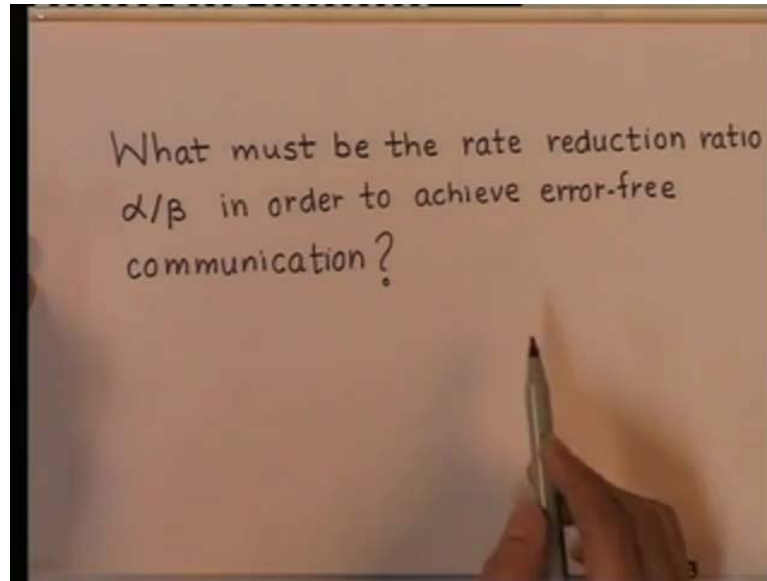 What must be the rate reduction ratio
α/β in order to achieve error-free
communication?